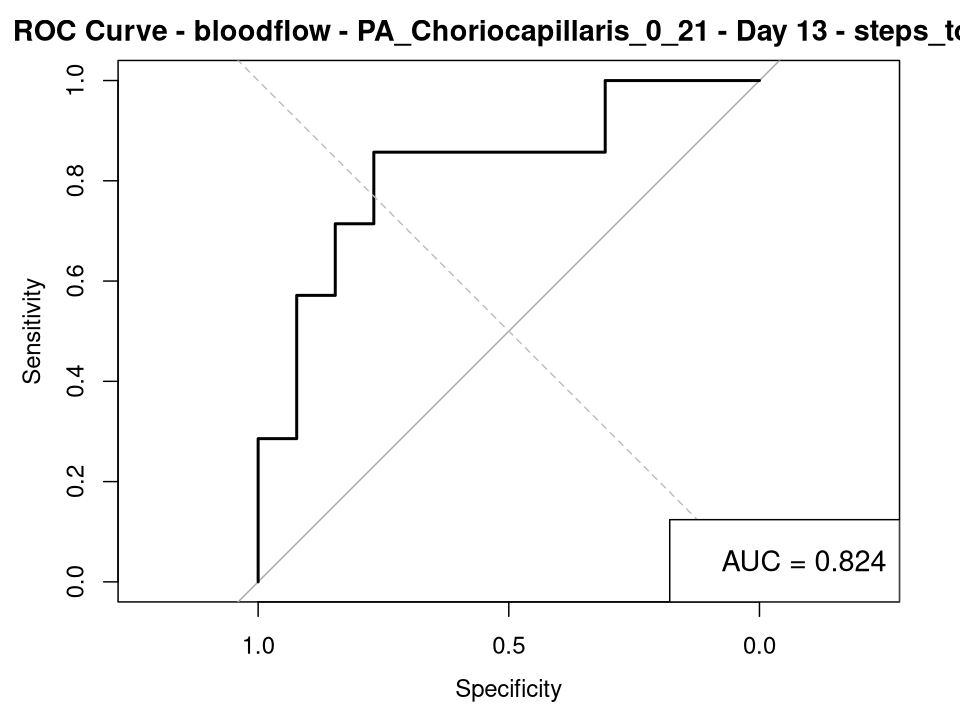 ROC Curve - bloodflow - PA_Choriocapillaris_0_21 - Day 13 - steps_to
1.0
0.8
0.6
0.4
0.2
0.0
Sensitivity
AUC = 0.824
1.0 0.5 0.0
Specificity